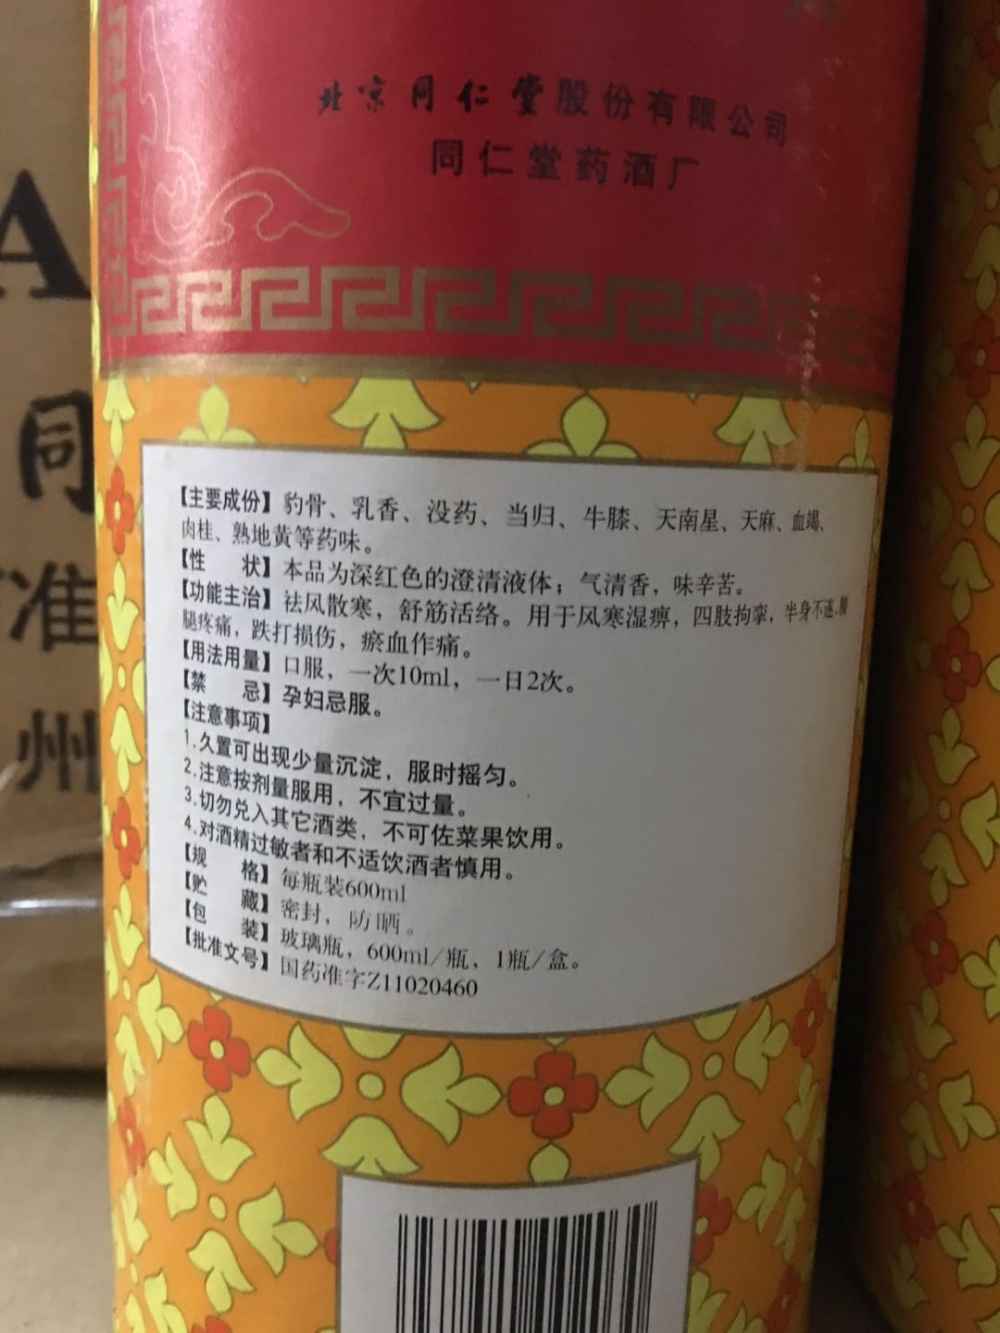 北京同仁堂股份有限公司
同仁堂药酒厂
A
同
准
州
【主要成份】豹骨、乳香、没药、当归、牛膝、天南星、天麻、血竭、
肉桂、熟地黄等药味。
【性 状】本品为深红色的澄清液体；气清香，味辛苦。
【功能主治】祛风散寒，舒筋活络。用于风寒湿痹，四肢拘挛，半身不遂，腰
腿疼痛，跌打损伤，瘀血作痛。
【用法用量】口服，一次10ml，一日2次。
【禁 忌】孕妇忌服。
【注意事项】
1.久置可出现少量沉淀，服时摇匀。
2.注意按剂量服用，不宜过量。
3.切勿兑入其它酒类，不可佐菜果饮用。
4.对酒精过敏者和不适饮酒者慎用。
【规 格】每瓶装600ml
【贮 藏】密封，防晒。
【包 装】玻璃瓶，600ml/瓶，1瓶/盒。
【批准文号】国药准字Z11020460